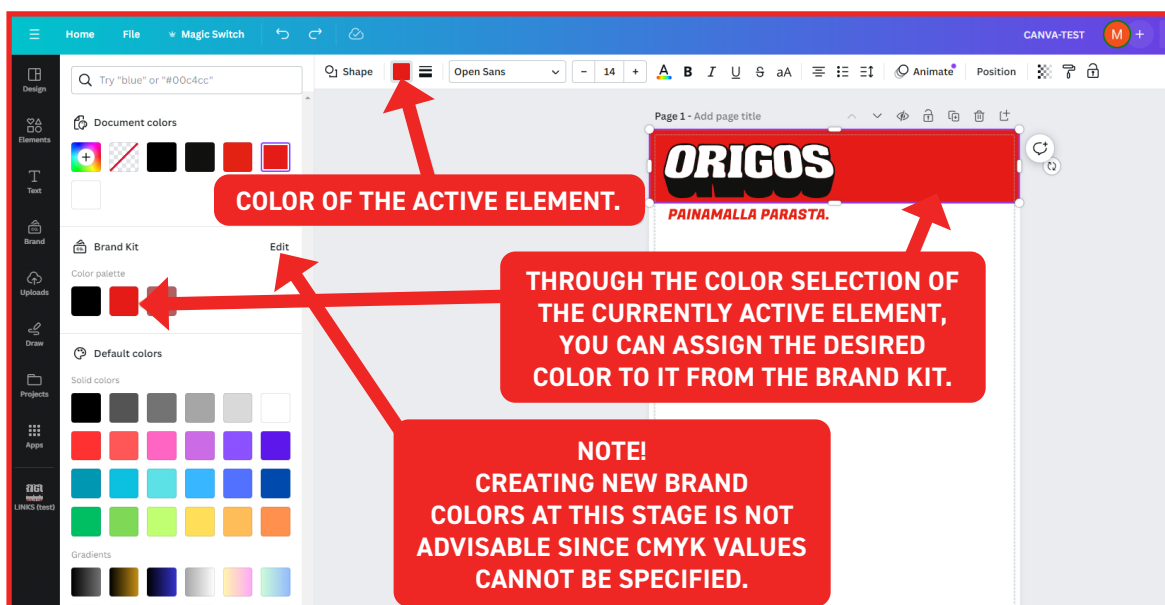 Home File Magic Switch CANVA-TEST M +
Design
Elements
Text
Brand
Uploads
Draw
Projects
Apps
LINKS (test)
Try "blue" or "#00c4cc"
Document colors
Brand Kit Edit
Color palette
Default colors
Solid colors
Gradients
Shape Open Sans - 14 + A B I U S aA Animate Position
Page 1 - Add page title
ORIGOS
PAINAMALLA PARASTA.
COLOR OF THE ACTIVE ELEMENT.
THROUGH THE COLOR SELECTION OF
THE CURRENTLY ACTIVE ELEMENT,
YOU CAN ASSIGN THE DESIRED
COLOR TO IT FROM THE BRAND KIT.
NOTE!
CREATING NEW BRAND
COLORS AT THIS STAGE IS NOT
ADVISABLE SINCE CMYK VALUES
CANNOT BE SPECIFIED.